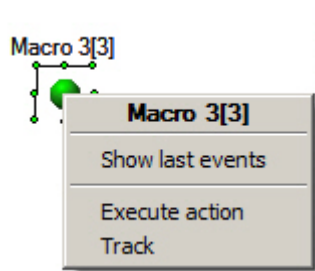 Macro 3[3]
Macro 3[3]
Show last events
Execute action
Track